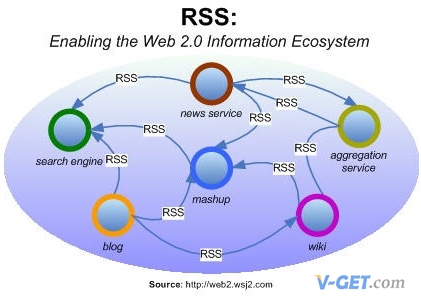 RSS:
Enabling the Web 2.0 Information Ecosystem
RSS
RSS
news service
RSS
RSS
RSS
search engine
RSS
RSS
RSS
aggregation
service
mashup
RSS
RSS
blog
RSS
wiki
Source: http://web2.wsj2.com
V-GET.com